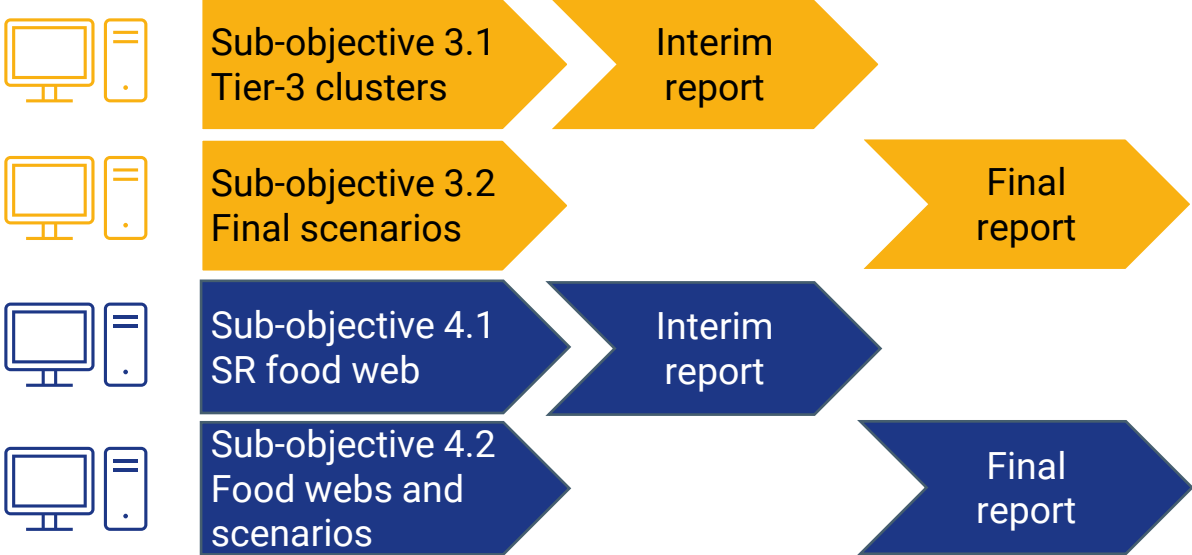 Sub-objective 3.1
Tier-3 clusters
Interim
report
Sub-objective 3.2
Final scenarios
Final
report
Sub-objective 4.1
SR food web
Interim
report
Sub-objective 4.2
Food webs and
scenarios
Final
report